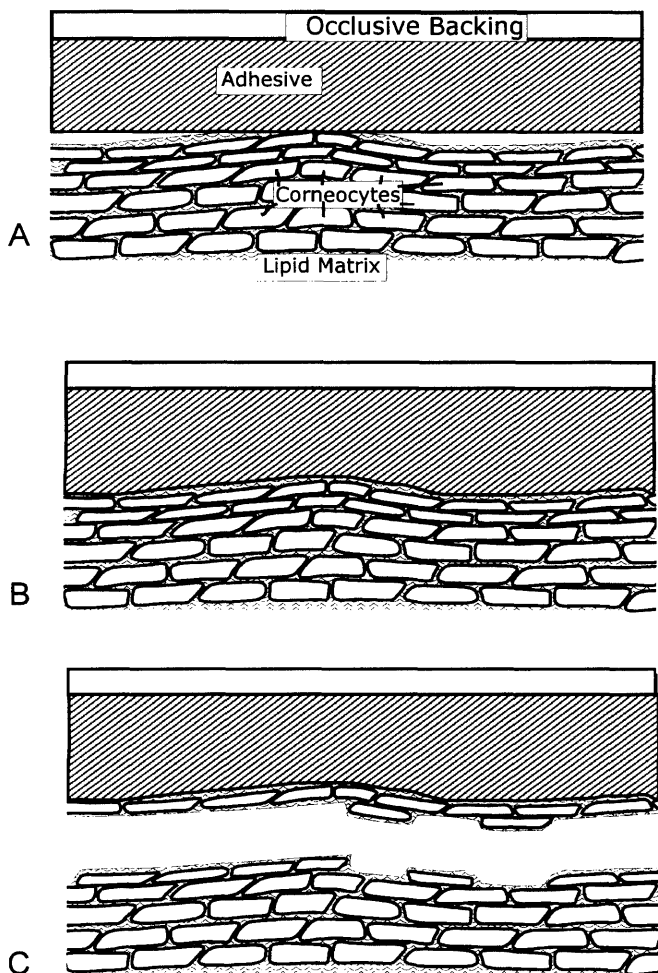 Occlusive Backing
Adhesive
Corneocytes
A
Lipid Matrix
B
C